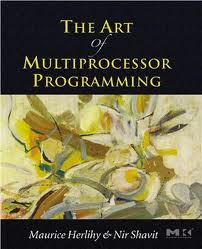 THE ART
of
MULTIPROCESSOR
PROGRAMMING
Maurice Herlihy & Nir Shavit
M K